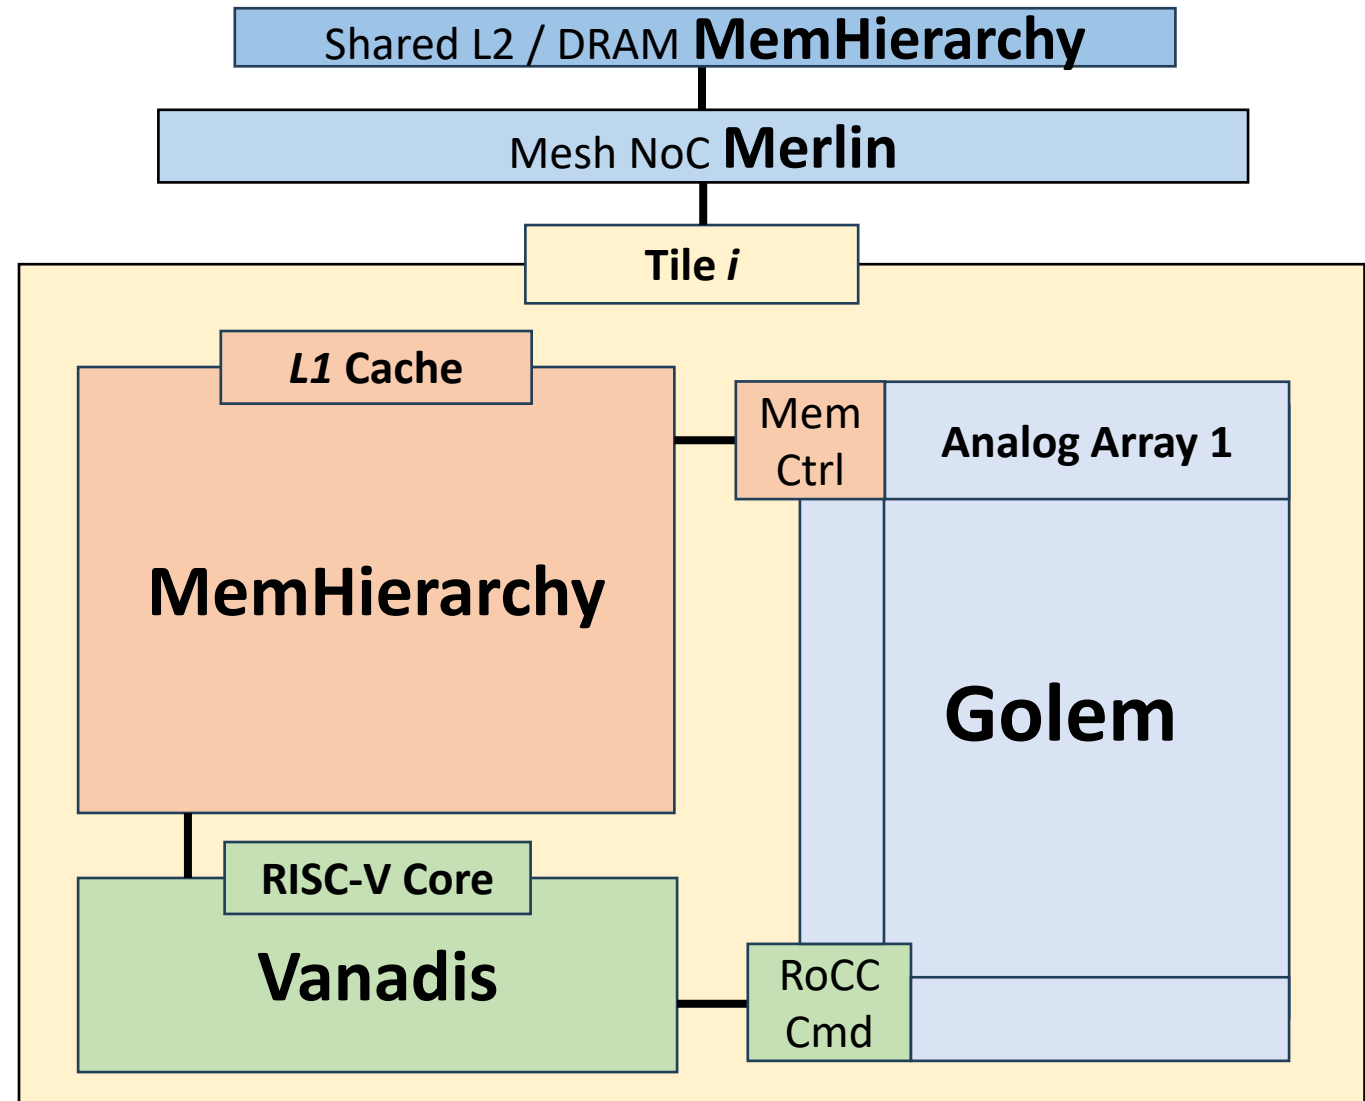 Shared L2 / DRAM MemHierarchy
Mesh NoC Merlin
Tile i
L1 Cache
Mem
Ctrl
Analog Array 1
MemHierarchy
Golem
RISC-V Core
Vanadis
RoCC
Cmd